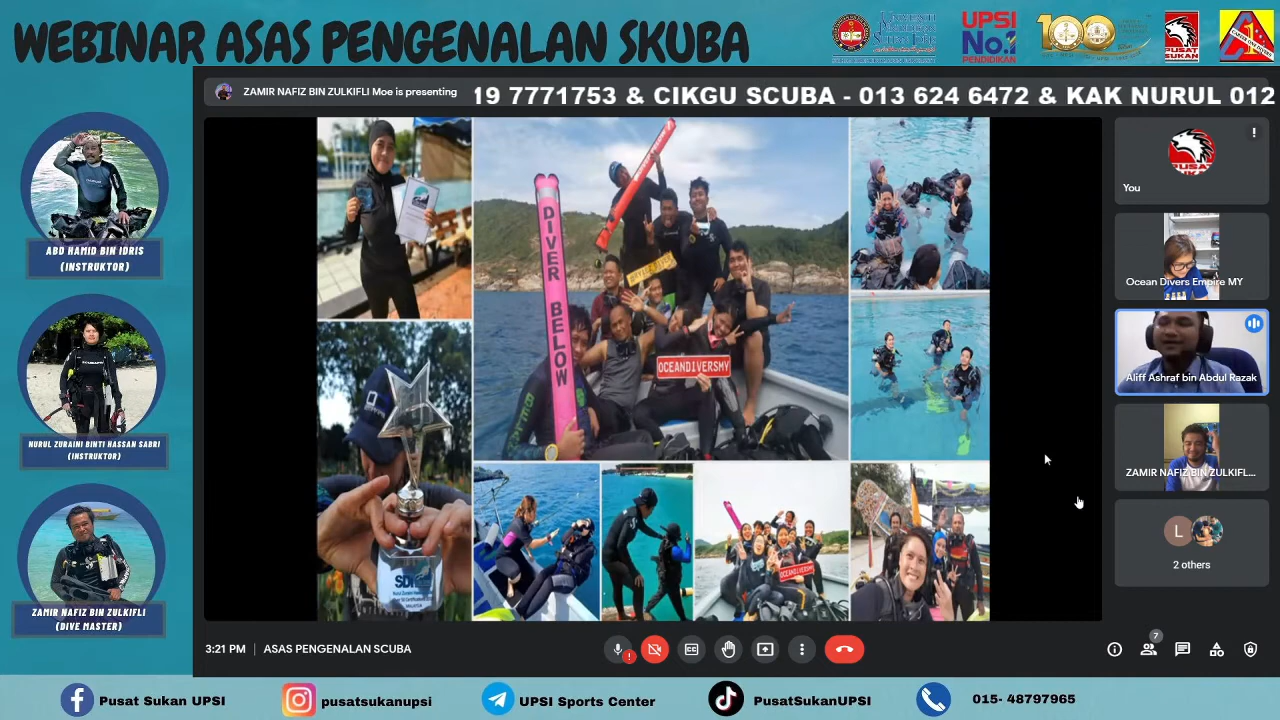 WEBINAR ASAS PENGENALAN SKUBA
UPSI
No.1
PENDIDIKAN
100
PUSAT
SUKAN
ZAMIR NAFIZ BIN ZULKIFLI Moe is presenting
19 7771753 & CIKGU SCUBA - 013 624 6472 & KAK NURUL 012
ABD HAMID BIN IDRIS
(INSTRUKTOR)
NURUL ZURAINI BINTI HASSAN SABRI
(INSTRUKTOR)
ZAMIR NAFIZ BIN ZULKIFLI
(DIVE MASTER)
DIVER BELOW
OCEANDIVERSMY
SDI
OCEANDIVERSMY
You
Ocean Divers Empire MY
Aliff Ashraf bin Abdul Razak
ZAMIR NAFIZ BIN ZULKIFL...
L
2 others
3:21 PM | ASAS PENGENALAN SCUBA
7
Pusat Sukan UPSI
pusatsukanupsi
UPSI Sports Center
PusatSukanUPSI
015- 48797965